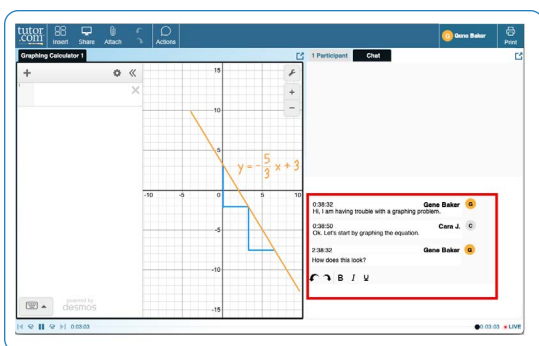 tutor
.com
Insert
Share
Attach
Actions
G Gene Baker
Print
Graphing Calculator 1
1 Participant
Chat
1
15
10
5
-10
-5
0
5
10
-5
-10
-15
y = -5/3 x + 3
+
-
0:38:32 Gene Baker G
Hi, I am having trouble with a graphing problem.
0:38:50 Cara J. C
Ok. Let's start by graphing the equation.
2:38:32 Gene Baker G
How does this look?
B I U
powered by
desmos
0:03:03
0:03:03 LIVE